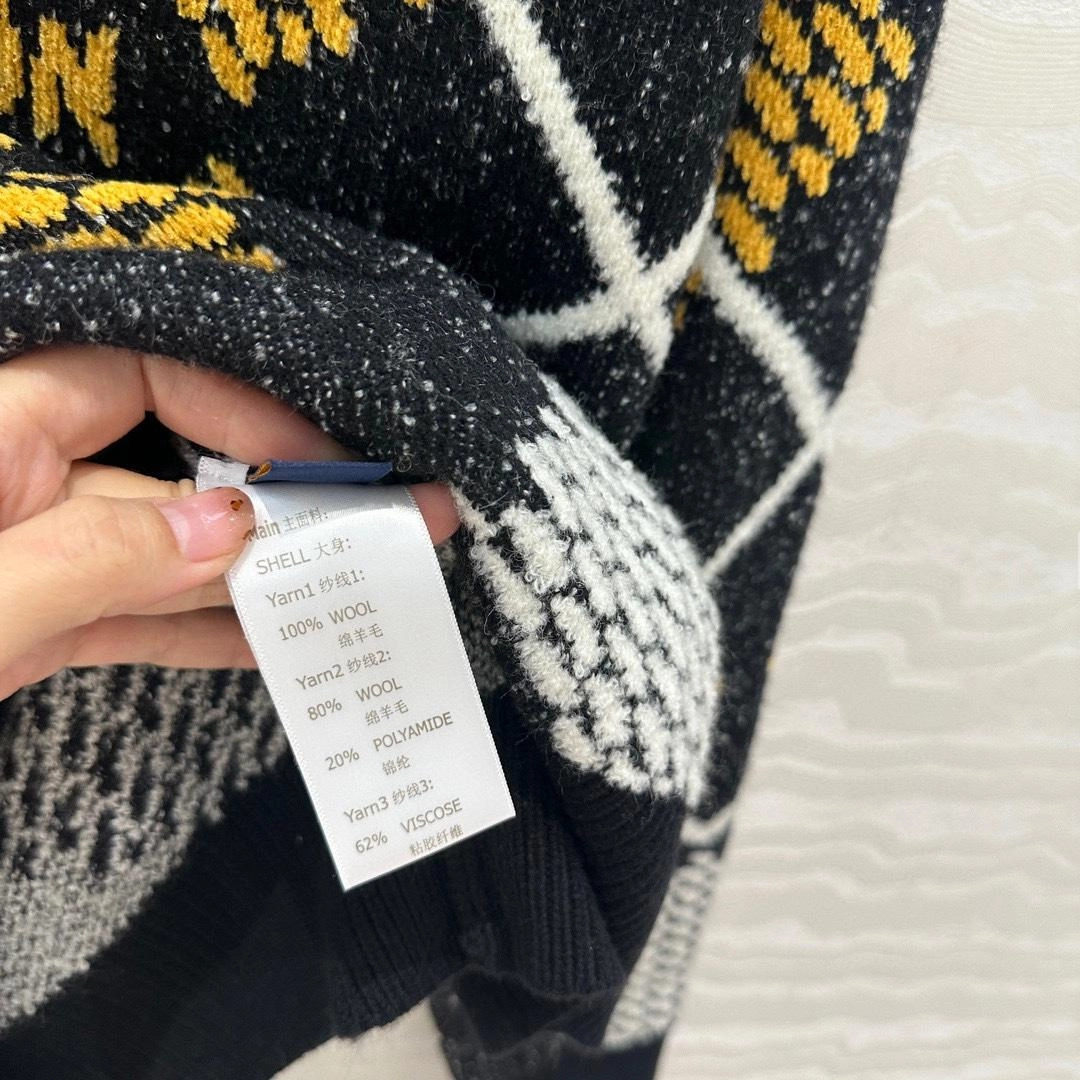 Main 主面料:
SHELL 大身:
Yarn1 纱线1:
100% WOOL
绵羊毛
Yarn2 纱线2:
80% WOOL
绵羊毛
20% POLYAMIDE
锦纶
Yarn3 纱线3:
62% VISCOSE
粘胶纤维